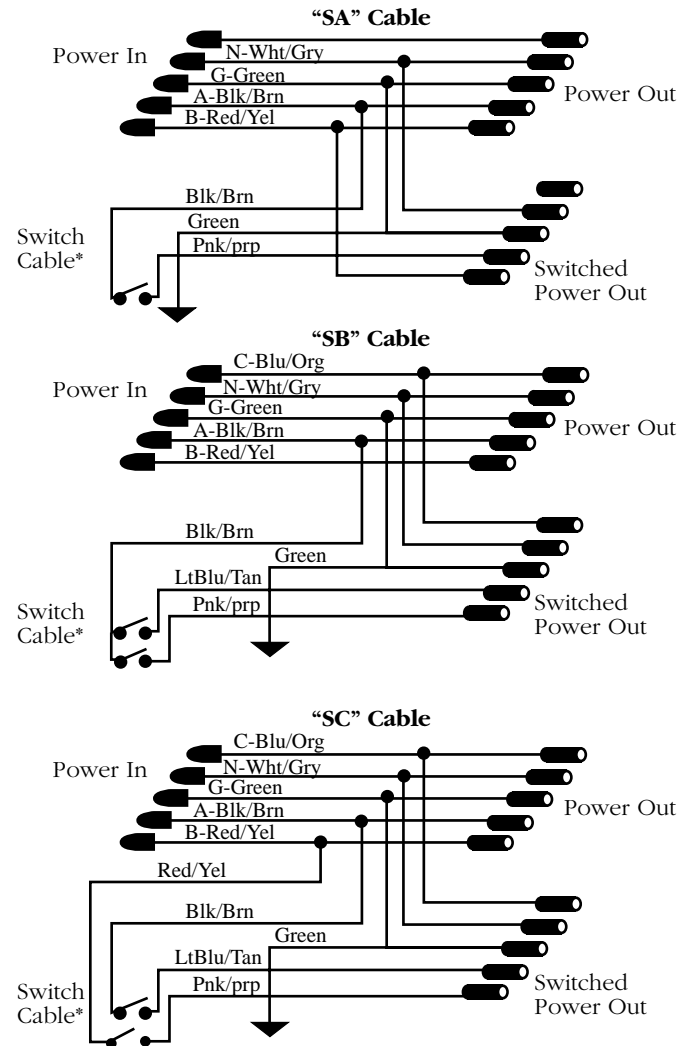 “SA” Cable
Power In
N-Wht/Gry
G-Green
A-Blk/Brn
B-Red/Yel
Power Out
Blk/Brn
Green
Pnk/prp
Switch
Cable*
Switched
Power Out
“SB” Cable
C-Blu/Org
Power In
N-Wht/Gry
G-Green
A-Blk/Brn
B-Red/Yel
Power Out
Blk/Brn
Green
LtBlu/Tan
Pnk/prp
Switch
Cable*
Switched
Power Out
“SC” Cable
C-Blu/Org
Power In
N-Wht/Gry
G-Green
A-Blk/Brn
B-Red/Yel
Power Out
Red/Yel
Blk/Brn
Green
LtBlu/Tan
Pnk/prp
Switch
Cable*
Switched
Power Out